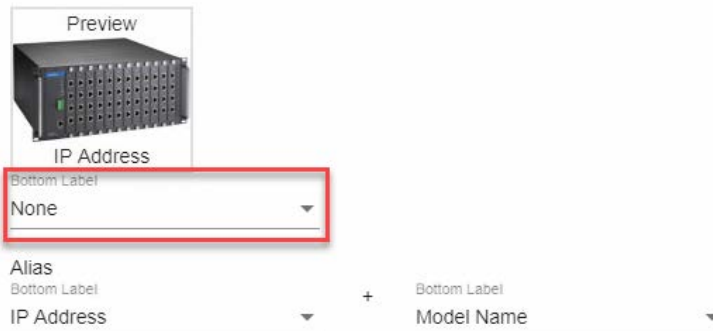 Preview
IP Address
Bottom Label
None
Alias
Bottom Label
IP Address
+
Bottom Label
Model Name